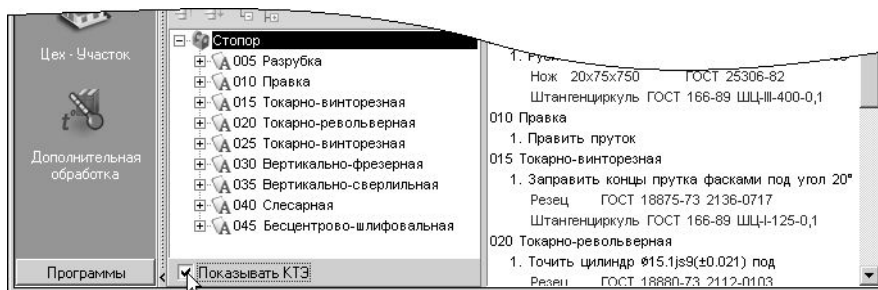 Цех - Участок
Дополнительная
обработка
Программы
Стопор
005 Разрубка
010 Правка
015 Токарно-винторезная
020 Токарно-револьверная
025 Токарно-винторезная
030 Вертикально-фрезерная
035 Вертикально-сверлильная
040 Слесарная
045 Бесцентрово-шлифовальная
Показывать КТЭ
Нож 20x75x750 ГОСТ 25306-82
Штангенциркуль ГОСТ 166-89 ШЦ-III-400-0,1
010 Правка
1. Править пруток
015 Токарно-винторезная
1. Заправить концы прутка фасками под угол 20°
Резец ГОСТ 18875-73 2136-0717
Штангенциркуль ГОСТ 166-89 ШЦ-I-125-0,1
020 Токарно-револьверная
1. Точить цилиндр ø15.1js9(±0.021) под
Резец ГОСТ 18880-73 2112-0103